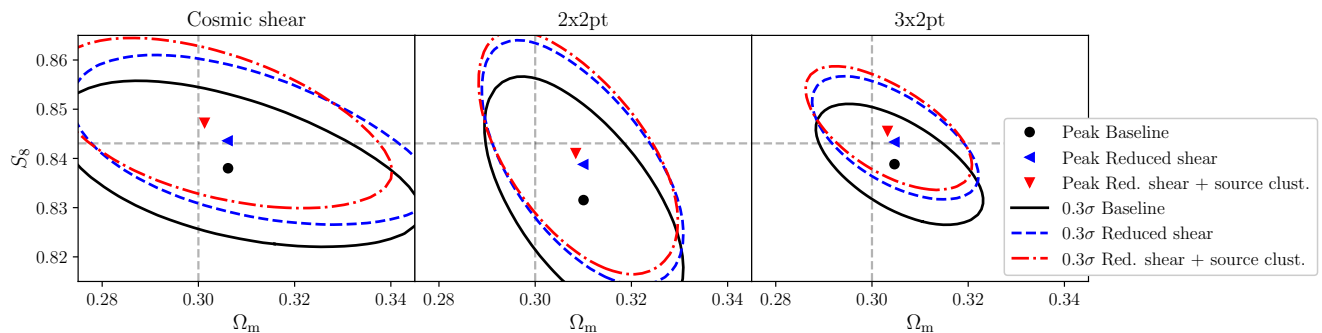 Cosmic shear
2x2pt
3x2pt
0.86
0.85
0.84
0.83
0.82
S₈
0.28 0.30 0.32 0.34
0.28 0.30 0.32 0.34
0.28 0.30 0.32 0.34
Ωₘ
Ωₘ
Ωₘ
Peak Baseline
Peak Reduced shear
Peak Red. shear + source clust.
0.3σ Baseline
0.3σ Reduced shear
0.3σ Red. shear + source clust.